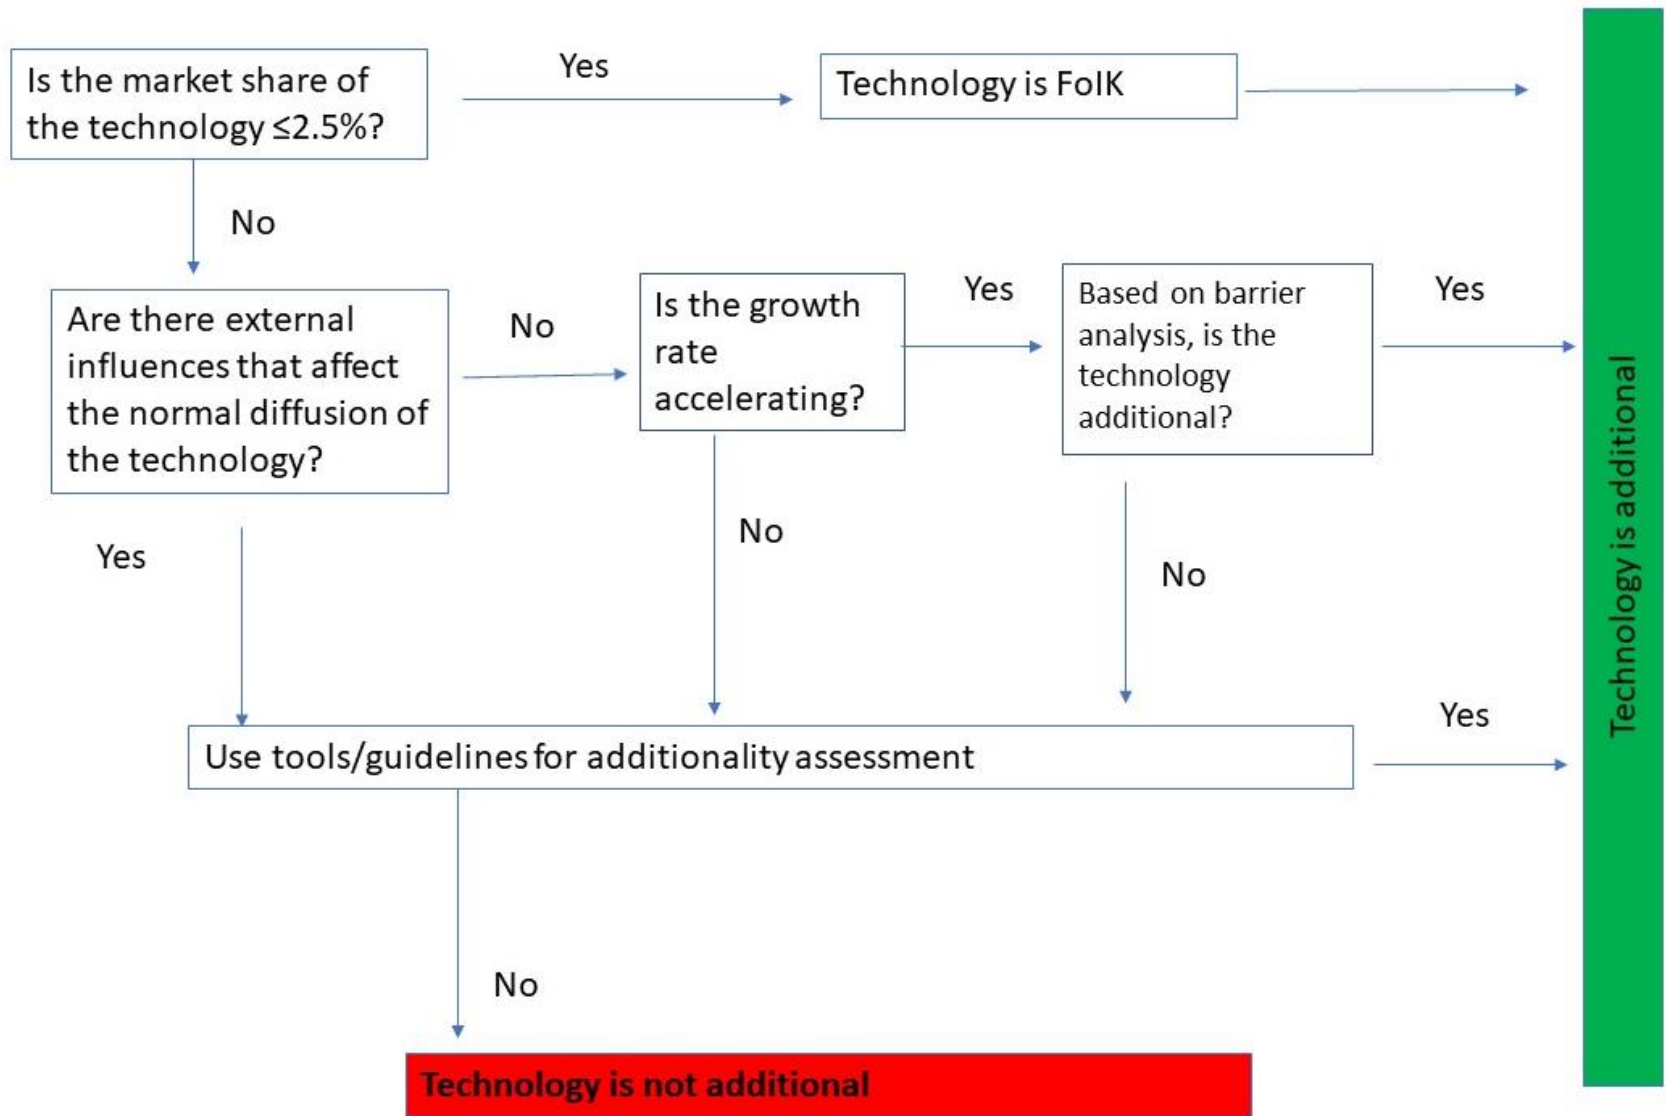 Is the market share of
the technology ≤2.5%?
Yes
Technology is FoIK
No
Are there external
influences that affect
the normal diffusion of
the technology?
No
Is the growth
rate
accelerating?
Yes
Based on barrier
analysis, is the
technology
additional?
Yes
Yes
No
No
Use tools/guidelines for additionality assessment
Yes
No
Technology is not additional
Technology is additional